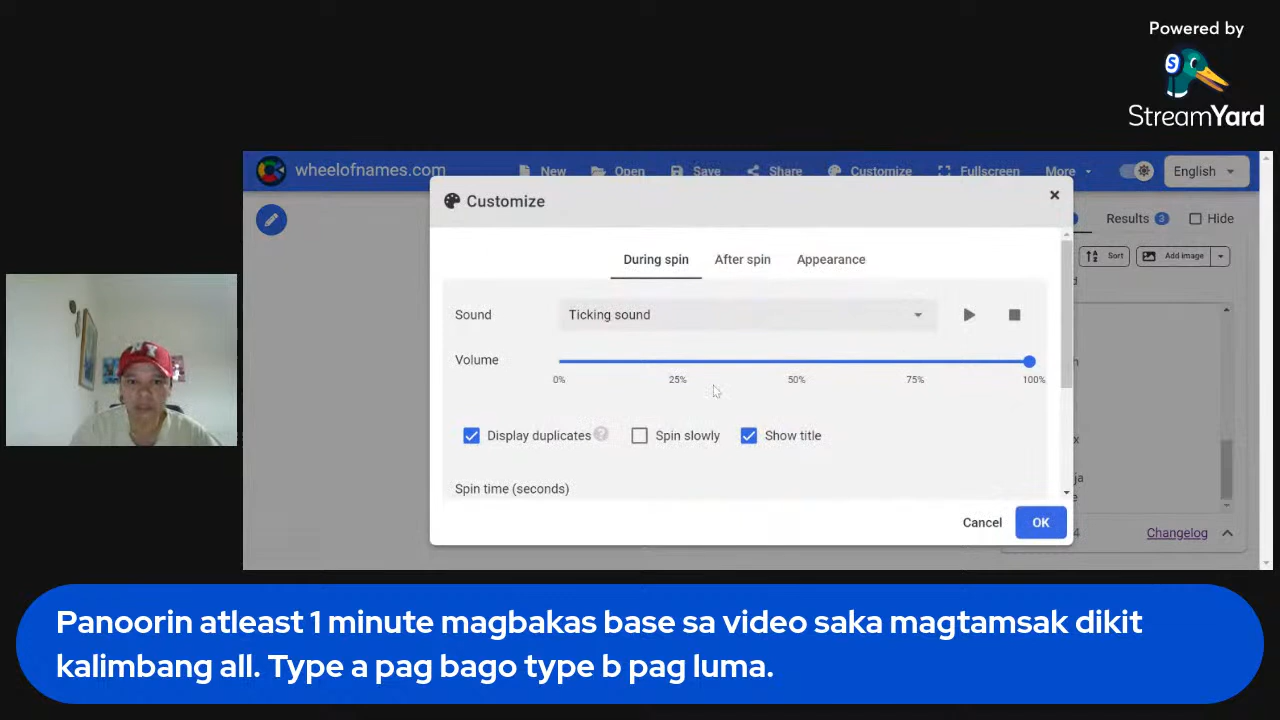 Powered by
StreamYard
wheelofnames.com New Open Save Share Customize Fullscreen More English
Customize
Results 3 Hide
During spin After spin Appearance
Sort Add image
Sound Ticking sound
Volume
0% 25% 50% 75% 100%
Display duplicates ? Spin slowly Show title
Spin time (seconds)
Cancel OK
Changelog
Panoorin atleast 1 minute magbakas base sa video saka magtamsak dikit
kalimbang all. Type a pag bago type b pag luma.